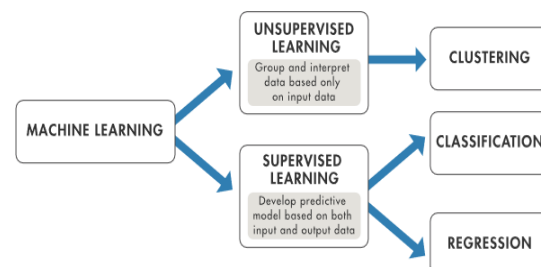 MACHINE LEARNING
UNSUPERVISED
LEARNING
Group and interpret
data based only
on input data
SUPERVISED
LEARNING
Develop predictive
model based on both
input and output data
CLUSTERING
CLASSIFICATION
REGRESSION